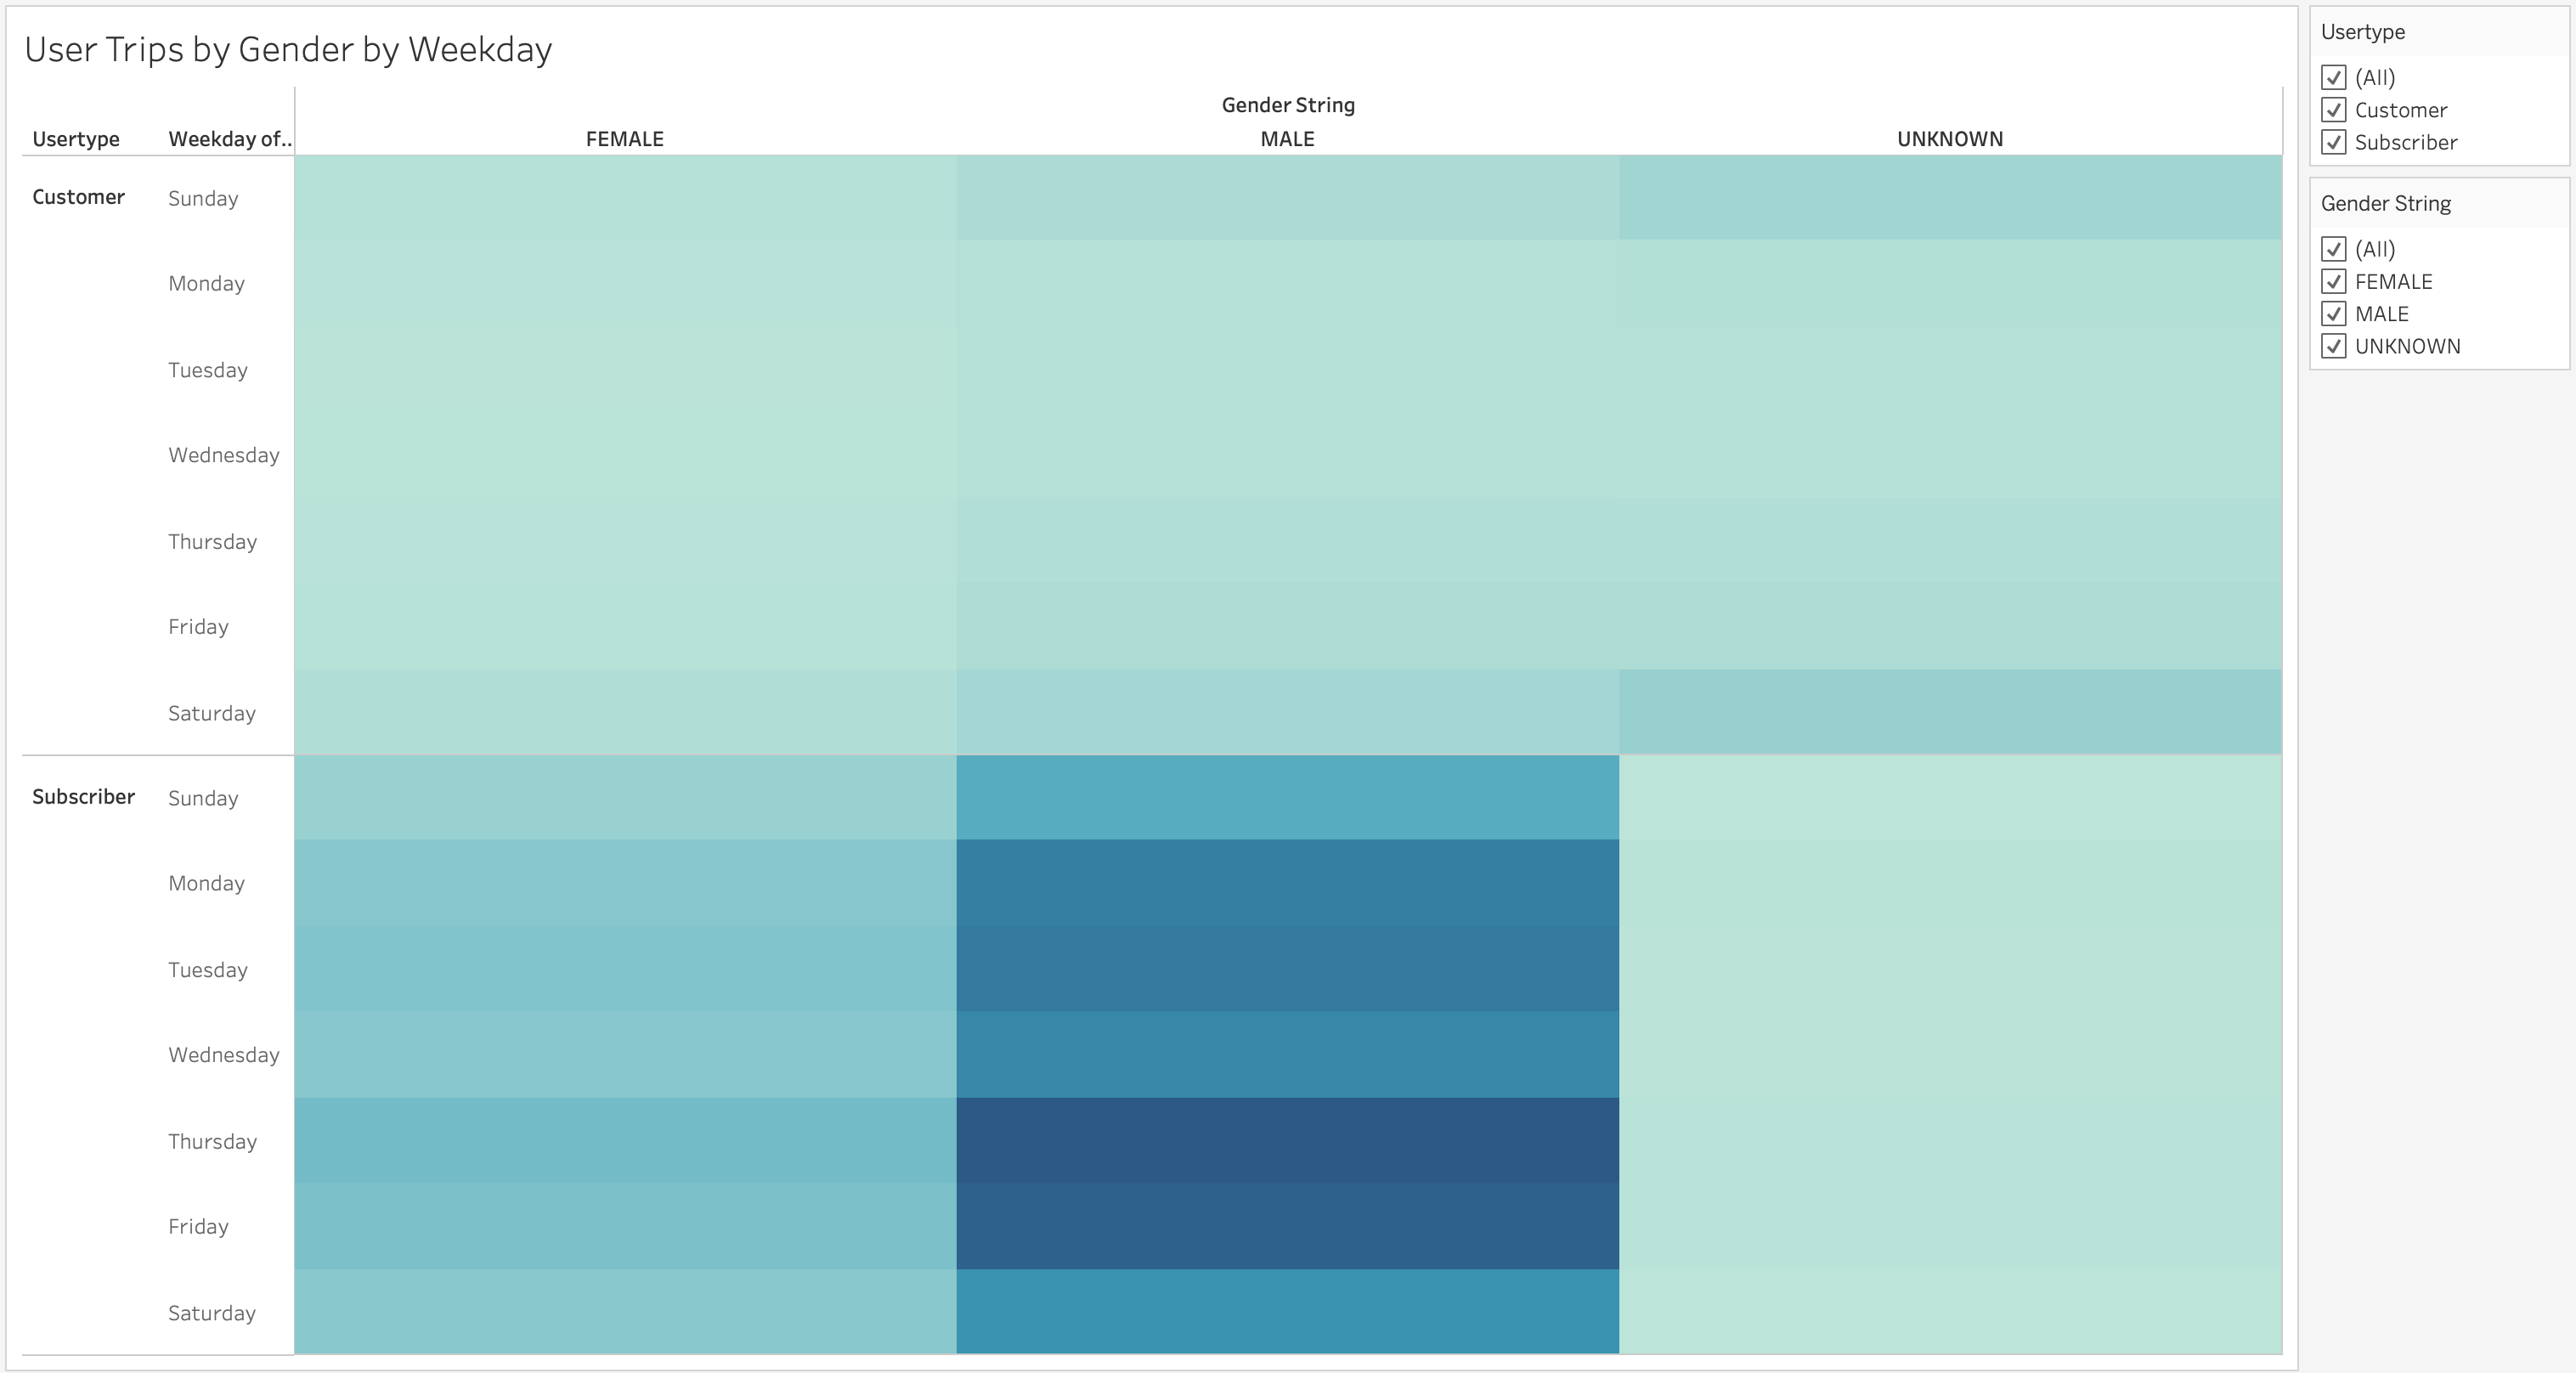 User Trips by Gender by Weekday
Gender String
Usertype Weekday of.. FEMALE MALE UNKNOWN
Customer Sunday
Monday
Tuesday
Wednesday
Thursday
Friday
Saturday
Subscriber Sunday
Monday
Tuesday
Wednesday
Thursday
Friday
Saturday
Usertype
(All)
Customer
Subscriber
Gender String
(All)
FEMALE
MALE
UNKNOWN